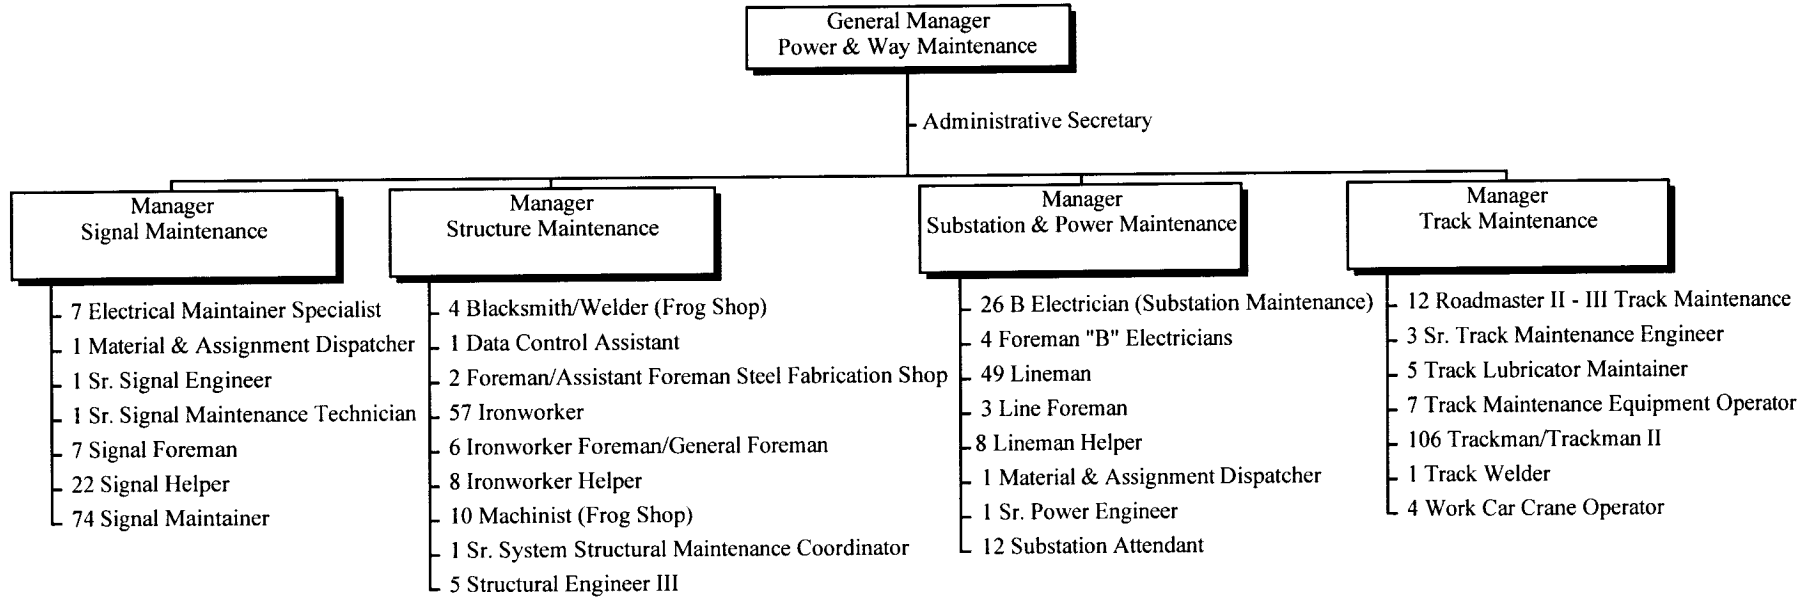 General Manager
Power & Way Maintenance
Administrative Secretary
Manager
Signal Maintenance
7 Electrical Maintainer Specialist
1 Material & Assignment Dispatcher
1 Sr. Signal Engineer
1 Sr. Signal Maintenance Technician
7 Signal Foreman
22 Signal Helper
74 Signal Maintainer
Manager
Structure Maintenance
4 Blacksmith/Welder (Frog Shop)
1 Data Control Assistant
2 Foreman/Assistant Foreman Steel Fabrication Shop
57 Ironworker
6 Ironworker Foreman/General Foreman
8 Ironworker Helper
10 Machinist (Frog Shop)
1 Sr. System Structural Maintenance Coordinator
5 Structural Engineer III
Manager
Substation & Power Maintenance
26 B Electrician (Substation Maintenance)
4 Foreman "B" Electricians
49 Lineman
3 Line Foreman
8 Lineman Helper
1 Material & Assignment Dispatcher
1 Sr. Power Engineer
12 Substation Attendant
Manager
Track Maintenance
12 Roadmaster II - III Track Maintenance
3 Sr. Track Maintenance Engineer
5 Track Lubricator Maintainer
7 Track Maintenance Equipment Operator
106 Trackman/Trackman II
1 Track Welder
4 Work Car Crane Operator